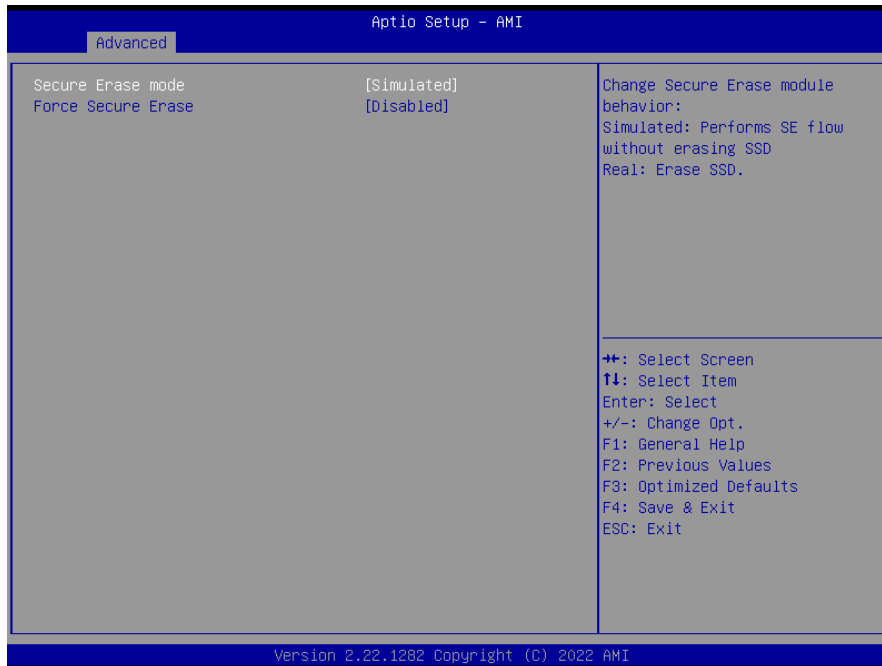 Aptio Setup – AMI
Advanced
Secure Erase mode [Simulated]
Force Secure Erase [Disabled]
Change Secure Erase module
behavior:
Simulated: Performs SE flow
without erasing SSD
Real: Erase SSD.
→←: Select Screen
↑↓: Select Item
Enter: Select
+/-: Change Opt.
F1: General Help
F2: Previous Values
F3: Optimized Defaults
F4: Save & Exit
ESC: Exit
Version 2.22.1282 Copyright (C) 2022 AMI